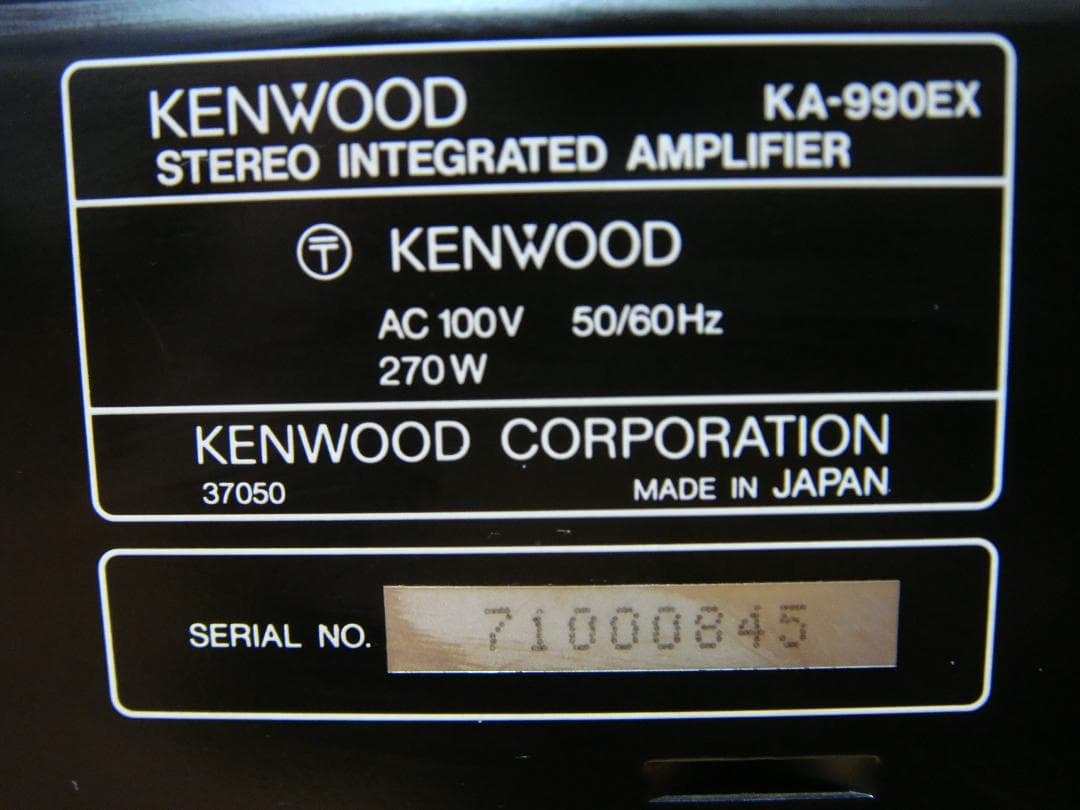 KENWOOD KA-990EX
STEREO INTEGRATED AMPLIFIER
〒 KENWOOD
AC 100V 50/60Hz
270W
KENWOOD CORPORATION
37050 MADE IN JAPAN
SERIAL NO. 71000845